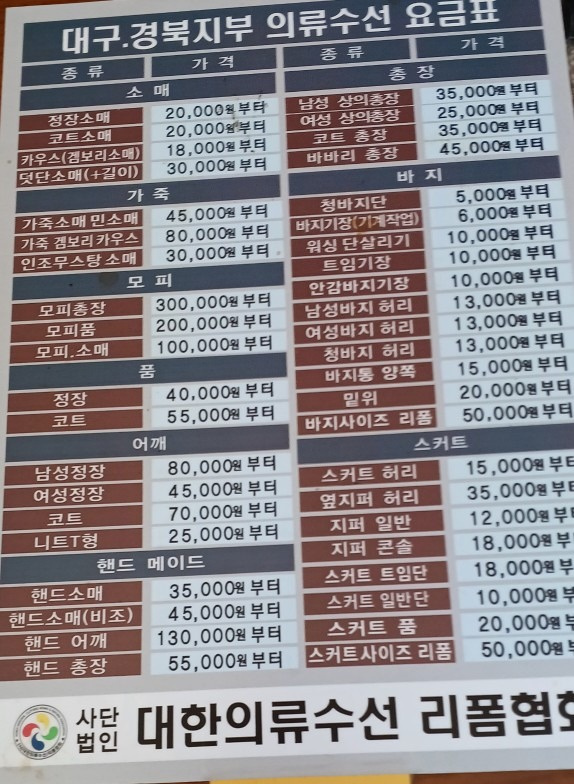 대구.경북지부 의류수선 요금표
종류 가격
소매
정장소매 20,000원부터
코트소매 20,000원부터
카우스(겜보리소매) 18,000원부터
덧단소매(+길이) 30,000원부터
가죽
가죽소매 민소매 45,000원부터
가죽 겜보리 카우스 80,000원부터
인조무스탕 소매 30,000원부터
모피
모피총장 300,000원부터
모피품 200,000원부터
모피.소매 100,000원부터
품
정장 40,000원부터
코트 55,000원부터
어깨
남성정장 80,000원부터
여성정장 45,000원부터
코트 70,000원부터
니트T형 25,000원부터
핸드 메이드
핸드소매 35,000원부터
핸드소매(비조) 45,000원부터
핸드 어깨 130,000원부터
핸드 총장 55,000원부터
종류 가격
총장
남성 상의총장 35,000원부터
여성 상의총장 25,000원부터
코트 총장 35,000원부터
바바리 총장 45,000원부터
바지
청바지단 5,000원부터
바지기장(기계작업) 6,000원부터
워싱 단살리기 10,000원부터
트임기장 10,000원부터
안감바지기장 10,000원부터
남성바지 허리 13,000원부터
여성바지 허리 13,000원부터
청바지 허리 13,000원부터
바지통 양쪽 15,000원부터
밑위 20,000원부터
바지사이즈 리폼 50,000원부터
스커트
스커트 허리 15,000원부터
옆지퍼 허리 35,000원부터
지퍼 일반 12,000원부터
지퍼 콘솔 18,000원부
스커트 트임단 18,000원부
스커트 일반단 10,000원부
스커트 품 20,000원부
스커트사이즈 리폼 50,000원부
사단법인 대한의류수선 리폼협회